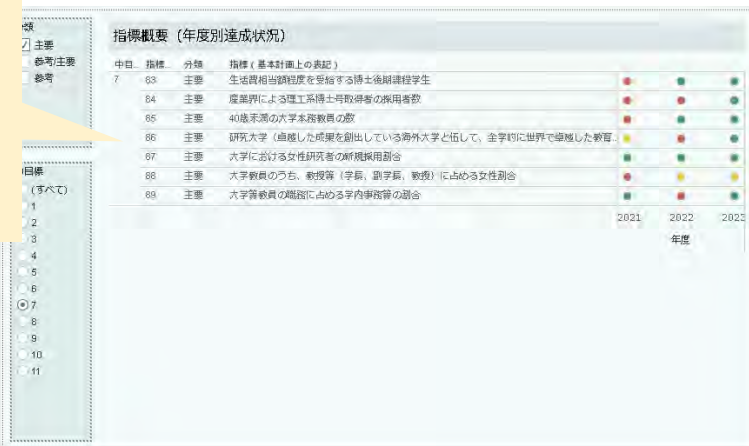 類
主要
参考/主要
参考
目標
(すべて)
1
2
3
4
5
6
7
8
9
10
11
指標概要（年度別達成状況）
中目.. 指標.. 分類 指標（基本計画上の表記）
7 63 主要 生活費相当額程度を受給する博士後期課程学生
64 主要 産業界による理工系博士号取得者の採用者数
65 主要 40歳未満の大学本務教員の数
66 主要 研究大学（卓越した成果を創出している海外大学と伍して、全学的に世界で卓越した教育..
67 主要 大学における女性研究者の新規採用割合
68 主要 大学教員のうち、教授等（学長、副学長、教授）に占める女性割合
69 主要 大学等教員の職務に占める学内事務等の割合
2021 2022 2023
年度